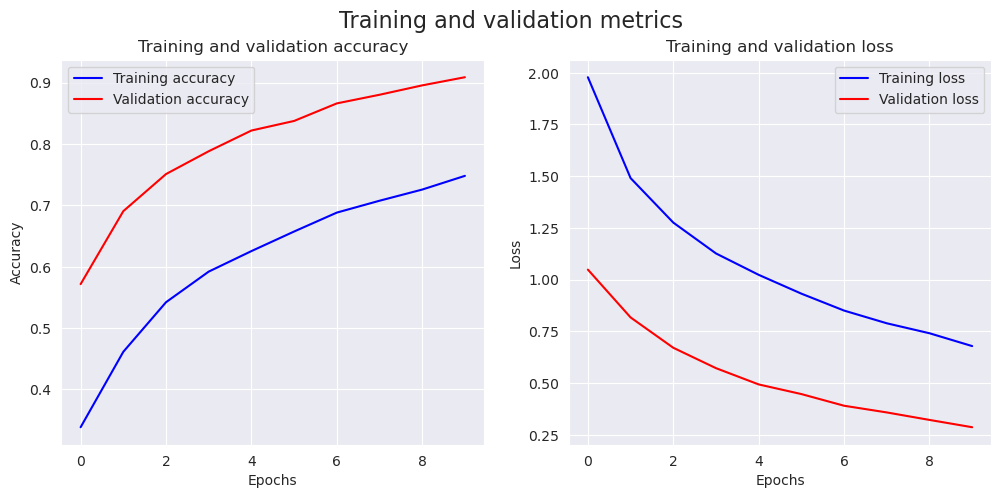 Training and validation metrics
Training and validation accuracy
Training accuracy
Validation accuracy
0.9
0.8
0.7
0.6
0.5
0.4
Accuracy
0 2 4 6 8
Epochs
Training and validation loss
Training loss
Validation loss
2.00
1.75
1.50
1.25
1.00
0.75
0.50
0.25
Loss
0 2 4 6 8
Epochs